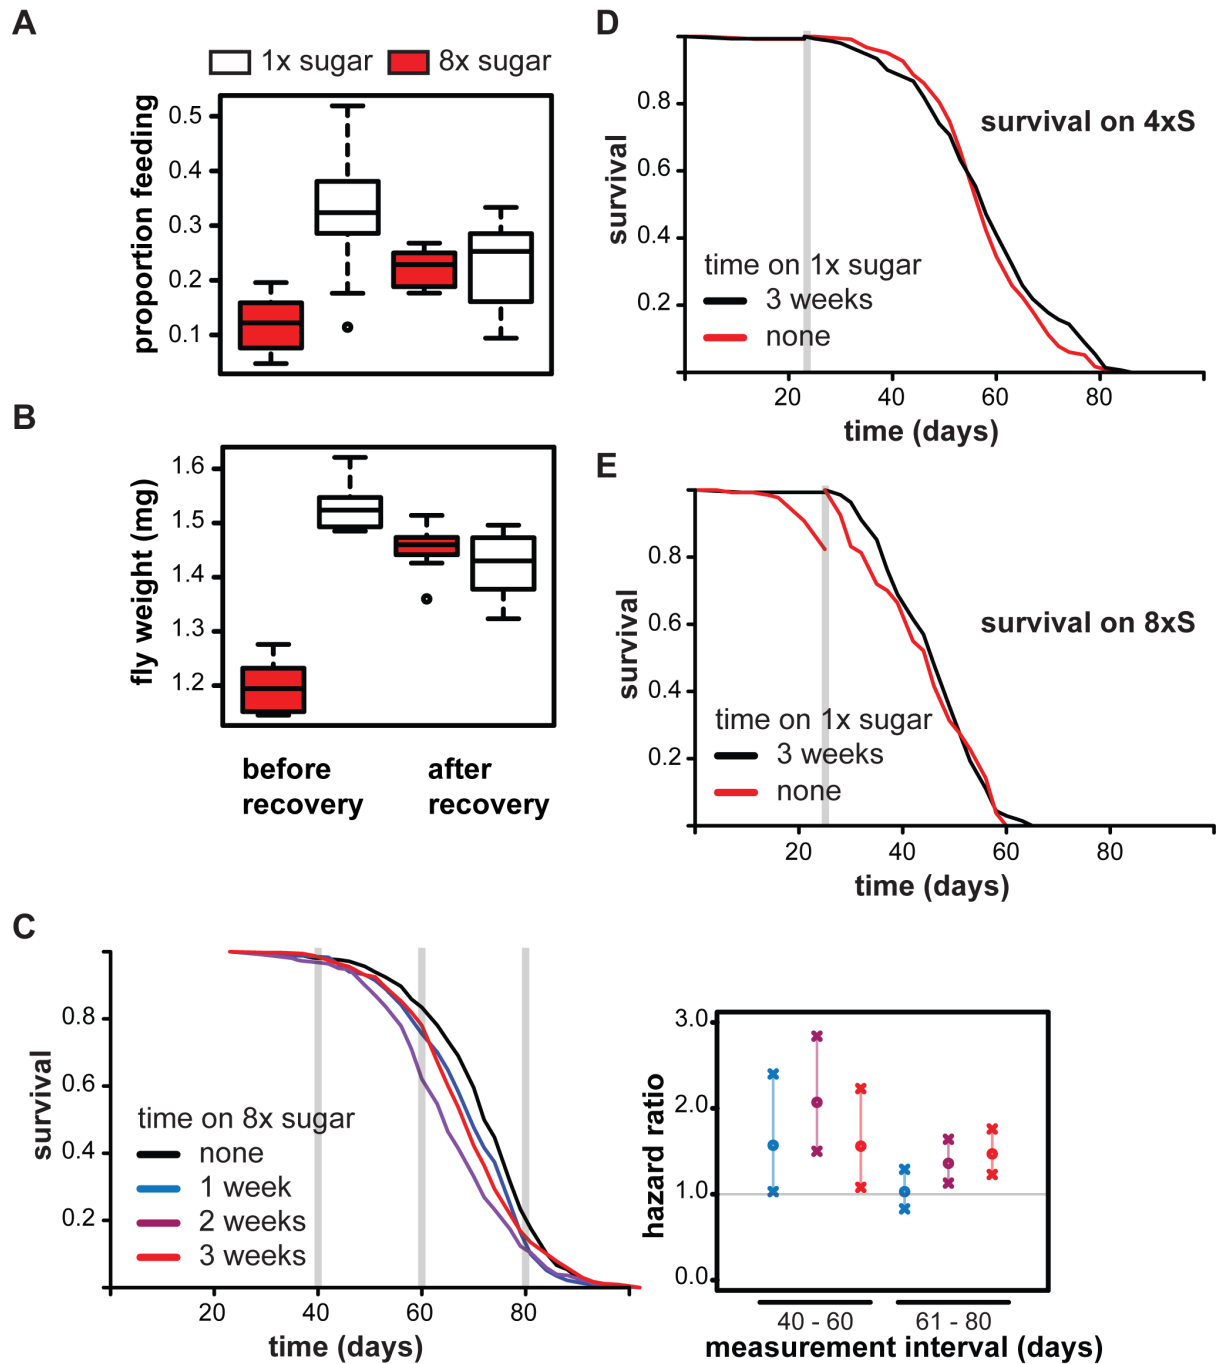 A
1x sugar 8x sugar
proportion feeding
0.5
0.4
0.3
0.2
0.1
B
fly weight (mg)
1.6
1.5
1.4
1.3
1.2
before
recovery
after
recovery
C
survival
0.8
0.6
0.4
0.2
time on 8x sugar
none
1 week
2 weeks
3 weeks
20 40 60 80
time (days)
hazard ratio
3.0
2.0
1.0
0.0
40 - 60 61 - 80
measurement interval (days)
D
survival
0.8
0.6
0.4
0.2
survival on 4xS
time on 1x sugar
3 weeks
none
20 40 60 80
time (days)
E
survival
0.8
0.6
0.4
0.2
survival on 8xS
time on 1x sugar
3 weeks
none
20 40 60 80
time (days)